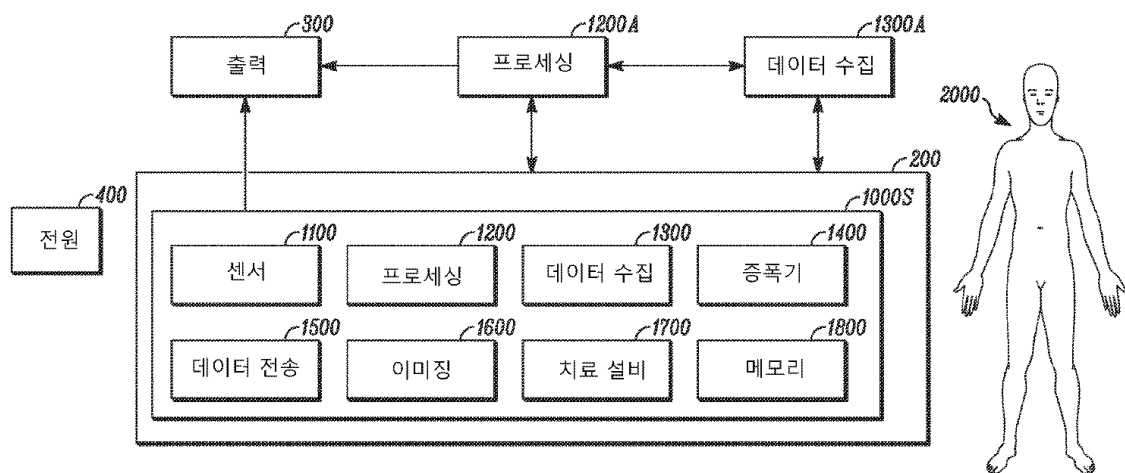 300
출력
1200A
프로세싱
1300A
데이터 수집
2000
200
400
전원
1000S
1100
센서
1200
프로세싱
1300
데이터 수집
1400
증폭기
1500
데이터 전송
1600
이미징
1700
치료 설비
1800
메모리